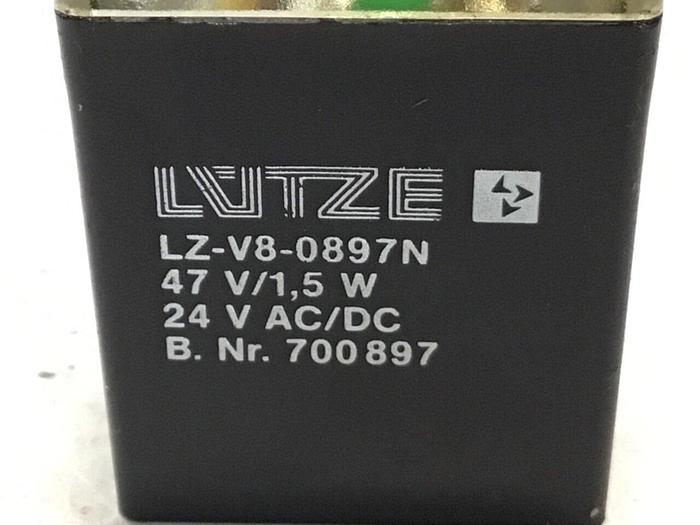 LÜTZE
LZ-V8-0897N
47 V/1,5 W
24 V AC/DC
B. Nr. 700 897